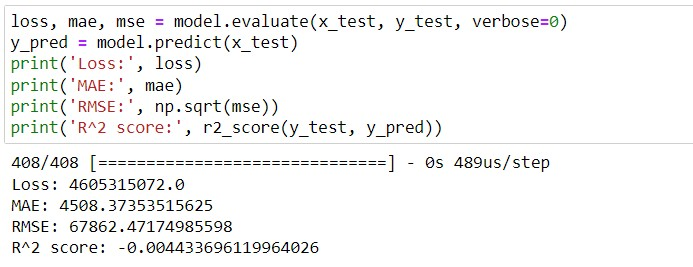 loss, mae, mse = model.evaluate(x_test, y_test, verbose=0)
y_pred = model.predict(x_test)
print('Loss:', loss)
print('MAE:', mae)
print('RMSE:', np.sqrt(mse))
print('R^2 score:', r2_score(y_test, y_pred))
408/408 [==============================] - 0s 489us/step
Loss: 4605315072.0
MAE: 4508.37353515625
RMSE: 67862.47174985598
R^2 score: -0.004433696119964026